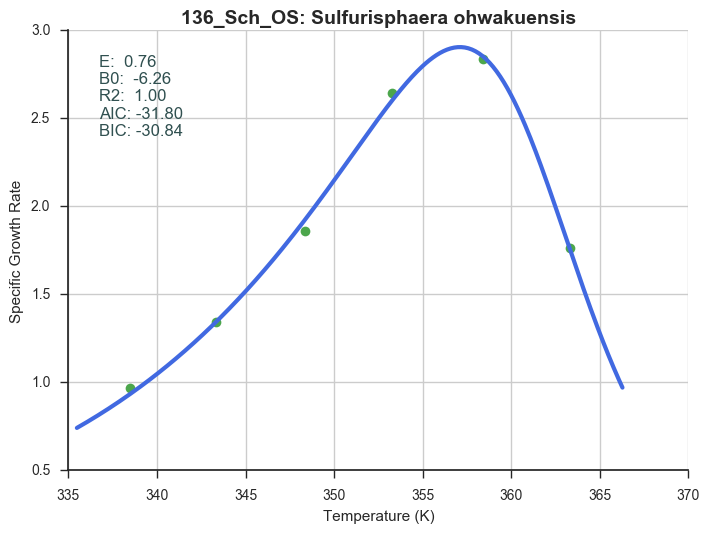 136_Sch_OS: Sulfurisphaera ohwakuensis
E:  0.76
B0:  -6.26
R2:  1.00
AIC: -31.80
BIC: -30.84
Specific Growth Rate
3.0
2.5
2.0
1.5
1.0
0.5
335 340 345 350 355 360 365 370
Temperature (K)